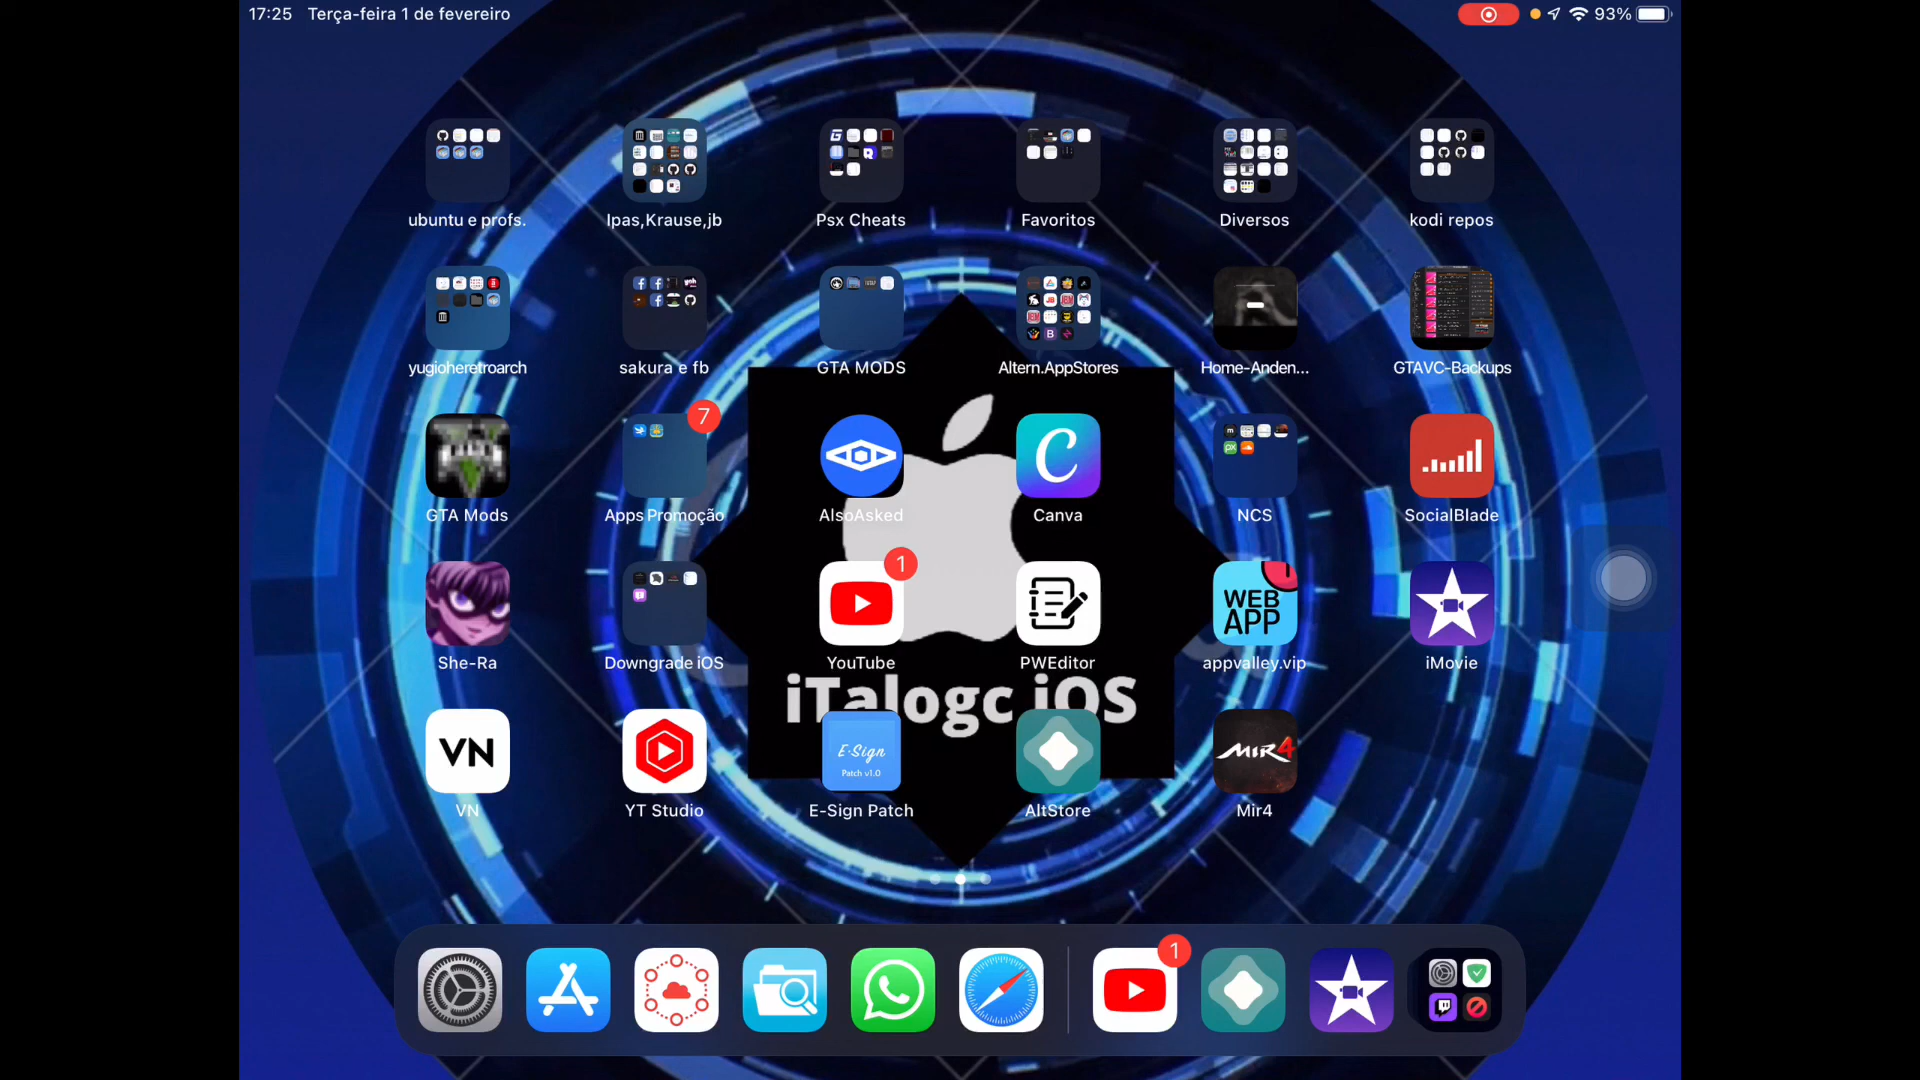 17:25 Terça-feira 1 de fevereiro
93%
ubuntu e profs.
Ipas,Krause,jb
Psx Cheats
Favoritos
Diversos
kodi repos
yugioheretroarch
sakura e fb
GTA MODS
Altern.AppStores
Home-Anden...
GTAVC-Backups
7
GTA Mods
Apps Promoção
AlsoAsked
C
Canva
NCS
SocialBlade
1
WEB
APP
She-Ra
Downgrade iOS
YouTube
PWEditor
appvalley.vip
iMovie
iTalogc iOS
VN
E-Sign
Patch v1.0
MIR4
VN
YT Studio
E-Sign Patch
AltStore
Mir4
1